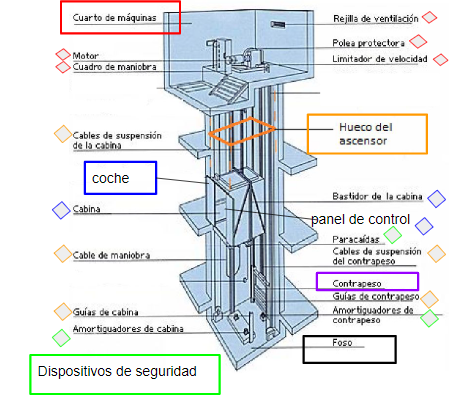 Cuarto de máquinas
Rejilla de ventilación
Polea protectora
Motor
Limitador de velocidad
Cuadro de maniobra
Hueco del
ascensor
Cables de suspensión
de la cabina
coche
Bastidor de la cabina
Cabina
panel de control
Paracaídas
Cable de maniobra
Cables de suspensión
del contrapeso
Contrapeso
Guías de contrapeso
Guías de cabina
Amortiguadores de
contrapeso
Amortiguadores de cabina
Foso
Dispositivos de seguridad